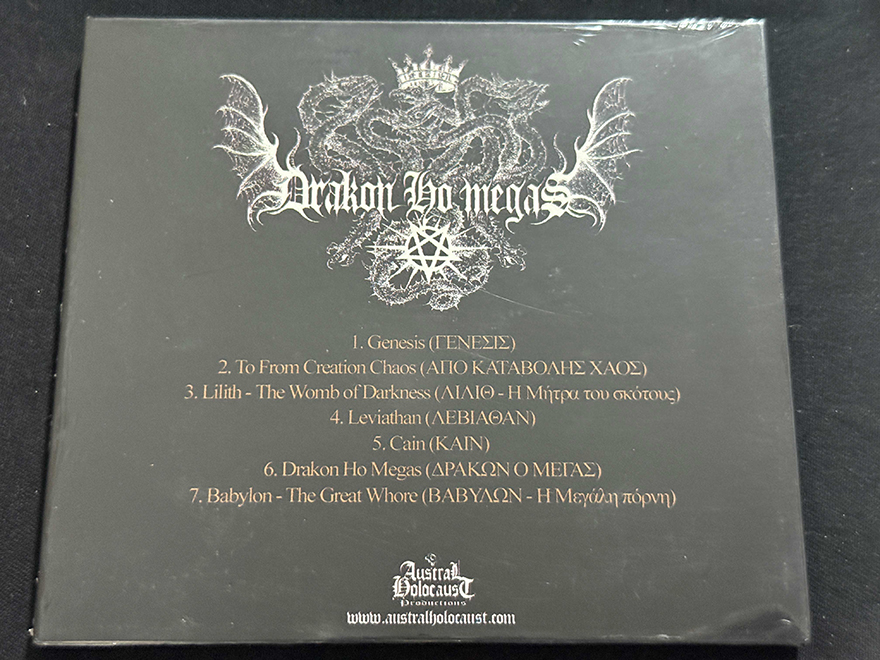 Drakon Ho megas
1. Genesis (ΓΕΝΕΣΙΣ)
2. To From Creation Chaos (ΑΠΟ ΚΑΤΑΒΟΛΗΣ ΧΑΟΣ)
3. Lilith - The Womb of Darkness (ΛΙΛΙΘ - Η Μήτρα του σκότους)
4. Leviathan (ΛΕΒΙΑΘΑΝ)
5. Cain (ΚΑΙΝ)
6. Drakon Ho Megas (ΔΡΑΚΩΝ Ο ΜΕΓΑΣ)
7. Babylon - The Great Whore (ΒΑΒΥΛΩΝ - Η Μεγάλη πόρνη)
Austral
Holocaust
Productions
www.australholocaust.com